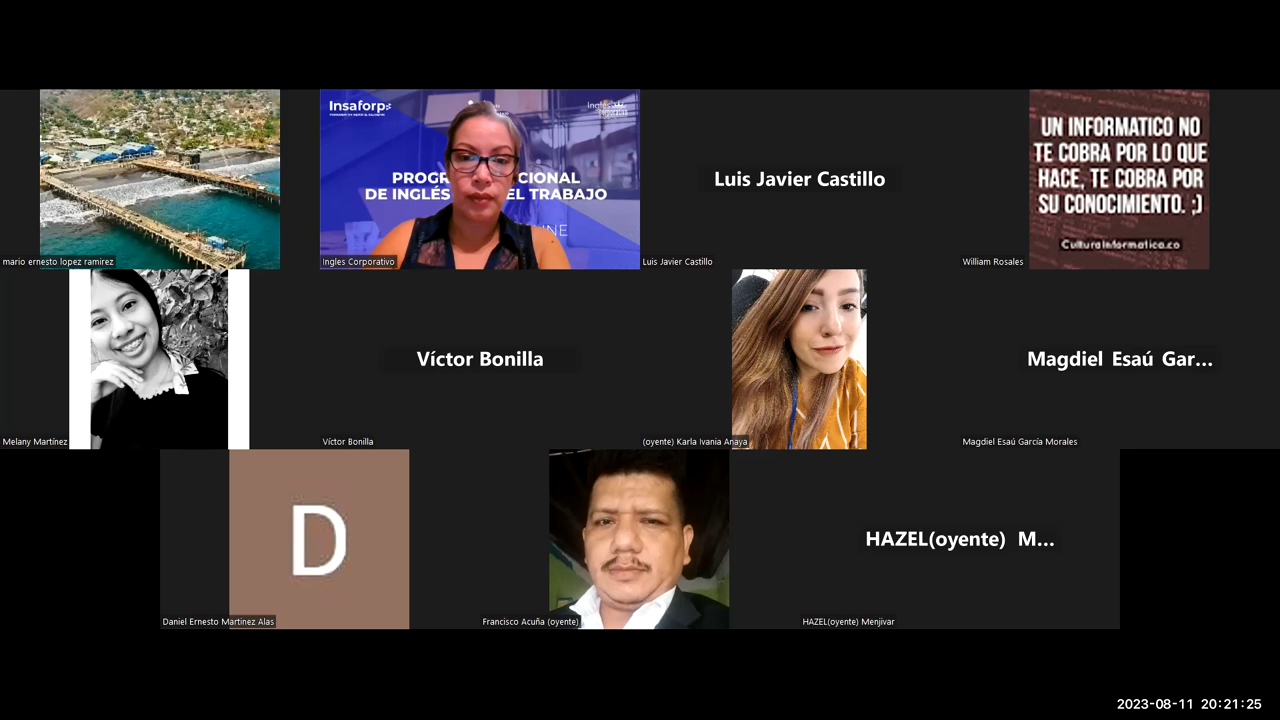 Insaforp
Inglés
PROGR CIONAL
DE INGLÉS EL TRABAJO
INE
Luis Javier Castillo
UN INFORMATICO NO
TE COBRA POR LO QUE
HACE, TE COBRA POR
SU CONOCIMIENTO. ;)
CulturaInformatica.co
mario ernesto lopez ramirez
Ingles Corporativo
Luis Javier Castillo
William Rosales
Víctor Bonilla
Magdiel Esaú Gar...
Melany Martínez
Víctor Bonilla
(oyente) Karla Ivania Anaya
Magdiel Esaú García Morales
D
HAZEL(oyente) M...
Daniel Ernesto Martinez Alas
Francisco Acuña (oyente)
HAZEL(oyente) Menjivar
2023-08-11 20:21:25